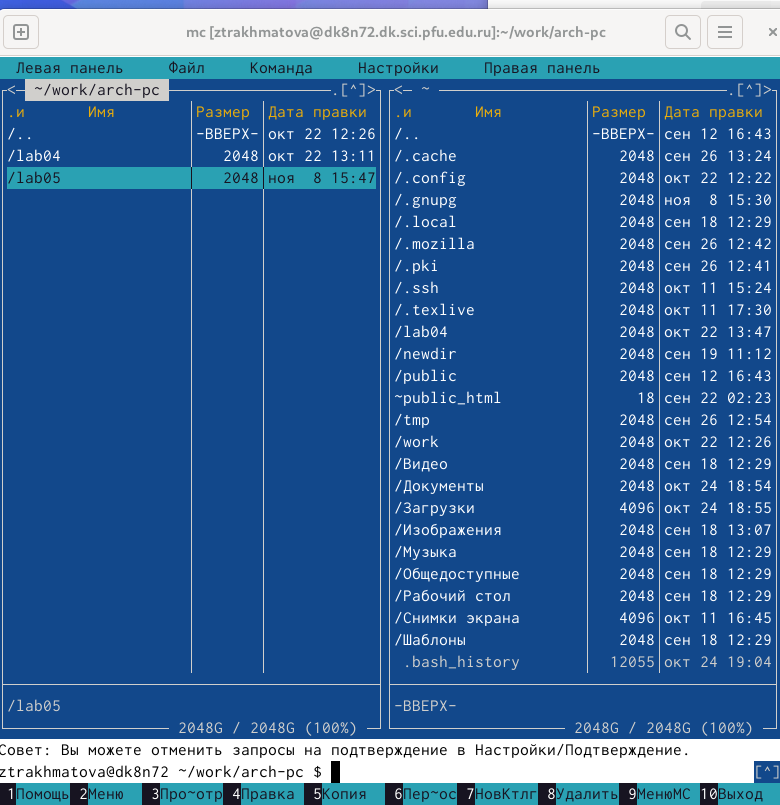 mc [ztrakhmatova@dk8n72.dk.sci.pfu.edu.ru]:~/work/arch-pc
Левая панель Файл Команда Настройки Правая панель
<─ ~/work/arch-pc .[^]>
.и Имя Размер Дата правки
/.. -ВВЕРХ- окт 22 12:26
/lab04 2048 окт 22 13:11
/lab05 2048 ноя 8 15:47
/lab05
2048G / 2048G (100%)
<─ ~ .[^]>
.и Имя Размер Дата правки
/.. -ВВЕРХ- сен 12 16:43
/.cache 2048 сен 26 13:24
/.config 2048 окт 22 12:22
/.gnupg 2048 ноя 8 15:30
/.local 2048 сен 18 12:29
/.mozilla 2048 сен 26 12:42
/.pki 2048 сен 26 12:41
/.ssh 2048 окт 11 15:24
/.texlive 2048 окт 11 17:30
/lab04 2048 окт 22 13:47
/newdir 2048 сен 19 11:12
/public 2048 сен 12 16:43
~public_html 18 сен 22 02:23
/tmp 2048 сен 26 12:54
/work 2048 окт 22 12:26
/Видео 2048 сен 18 12:29
/Документы 2048 окт 24 18:54
/Загрузки 4096 окт 24 18:55
/Изображения 2048 сен 18 13:07
/Музыка 2048 сен 18 12:29
/Общедоступные 2048 сен 18 12:29
/Рабочий стол 2048 сен 18 12:29
/Снимки экрана 4096 окт 11 16:45
/Шаблоны 2048 сен 18 12:29
.bash_history 12055 окт 24 19:04
-ВВЕРХ-
2048G / 2048G (100%)
Совет: Вы можете отменить запросы на подтверждение в Настройки/Подтверждение.
ztrakhmatova@dk8n72 ~/work/arch-pc $ [^]
1Помощь 2Меню 3Про~отр 4Правка 5Копия 6Пер~ос 7НовКтлг 8Удалить 9МенюМС 10Выход